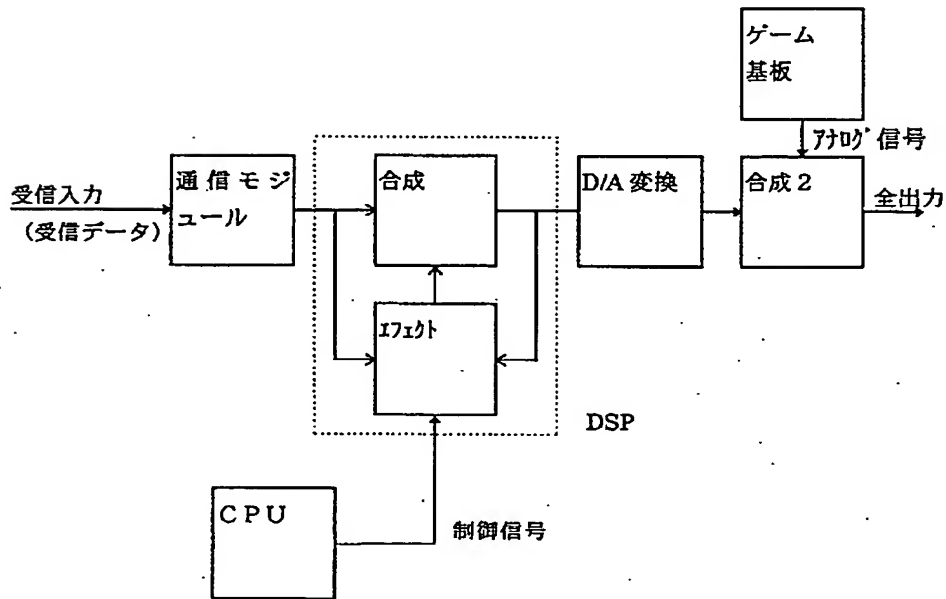 ゲーム
基板
アナログ信号
受信入力
(受信データ)
通信モジ
ュール
合成
D/A変換
合成2
全出力
エフェクト
DSP
CPU
制御信号